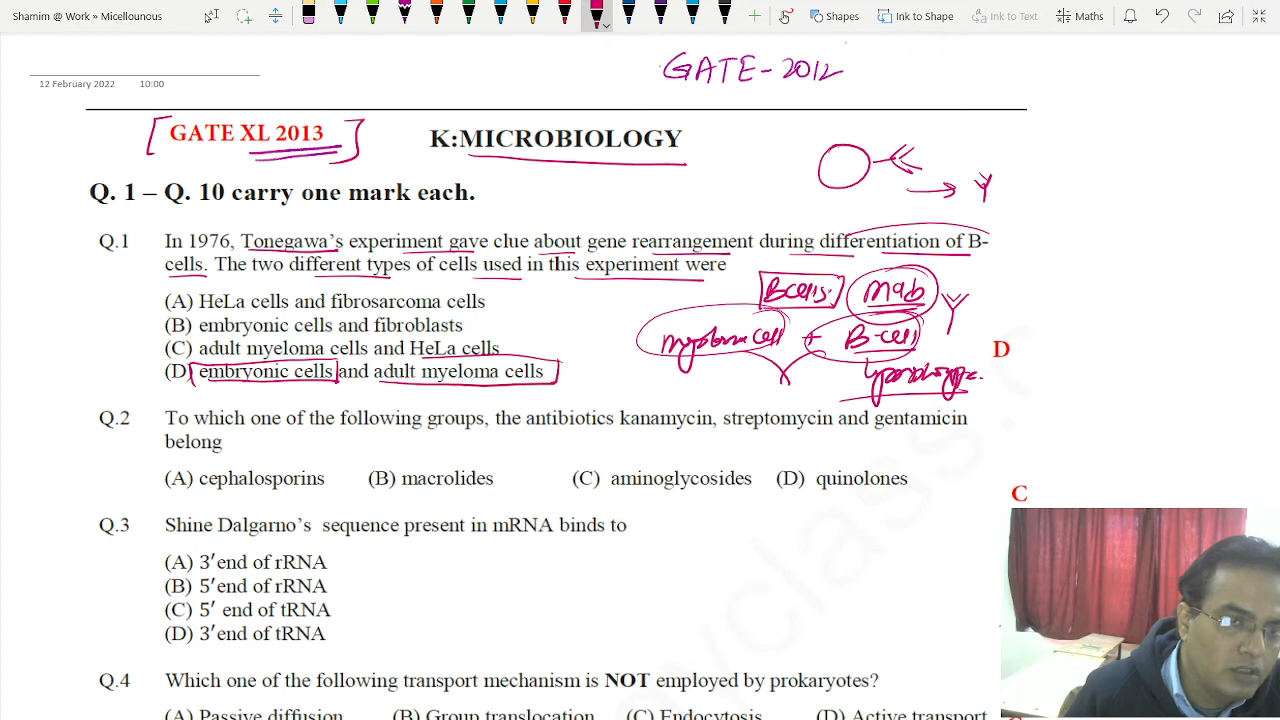 Shamim @ Work » Micellounous
Shapes
Ink to Shape
Ink to Text
Maths
GATE-2012
12 February 2022 10:00
[GATE XL 2013] K:MICROBIOLOGY
Q. 1 – Q. 10 carry one mark each.
Q.1 In 1976, Tonegawa's experiment gave clue about gene rearrangement during differentiation of B-
cells. The two different types of cells used in this experiment were
(A) HeLa cells and fibrosarcoma cells
(B) embryonic cells and fibroblasts
(C) adult myeloma cells and HeLa cells
(D) embryonic cells and adult myeloma cells
B cells. Mab
myeloma cell + B-cell
D
Q.2 To which one of the following groups, the antibiotics kanamycin, streptomycin and gentamicin
belong
(A) cephalosporins (B) macrolides (C) aminoglycosides (D) quinolones
C
Q.3 Shine Dalgarno's sequence present in mRNA binds to
(A) 3′end of rRNA
(B) 5′end of rRNA
(C) 5′ end of tRNA
(D) 3′end of tRNA
Q.4 Which one of the following transport mechanism is NOT employed by prokaryotes?
(A) Passive diffusion (B) Group translocation (C) Endocytosis (D) Active transport